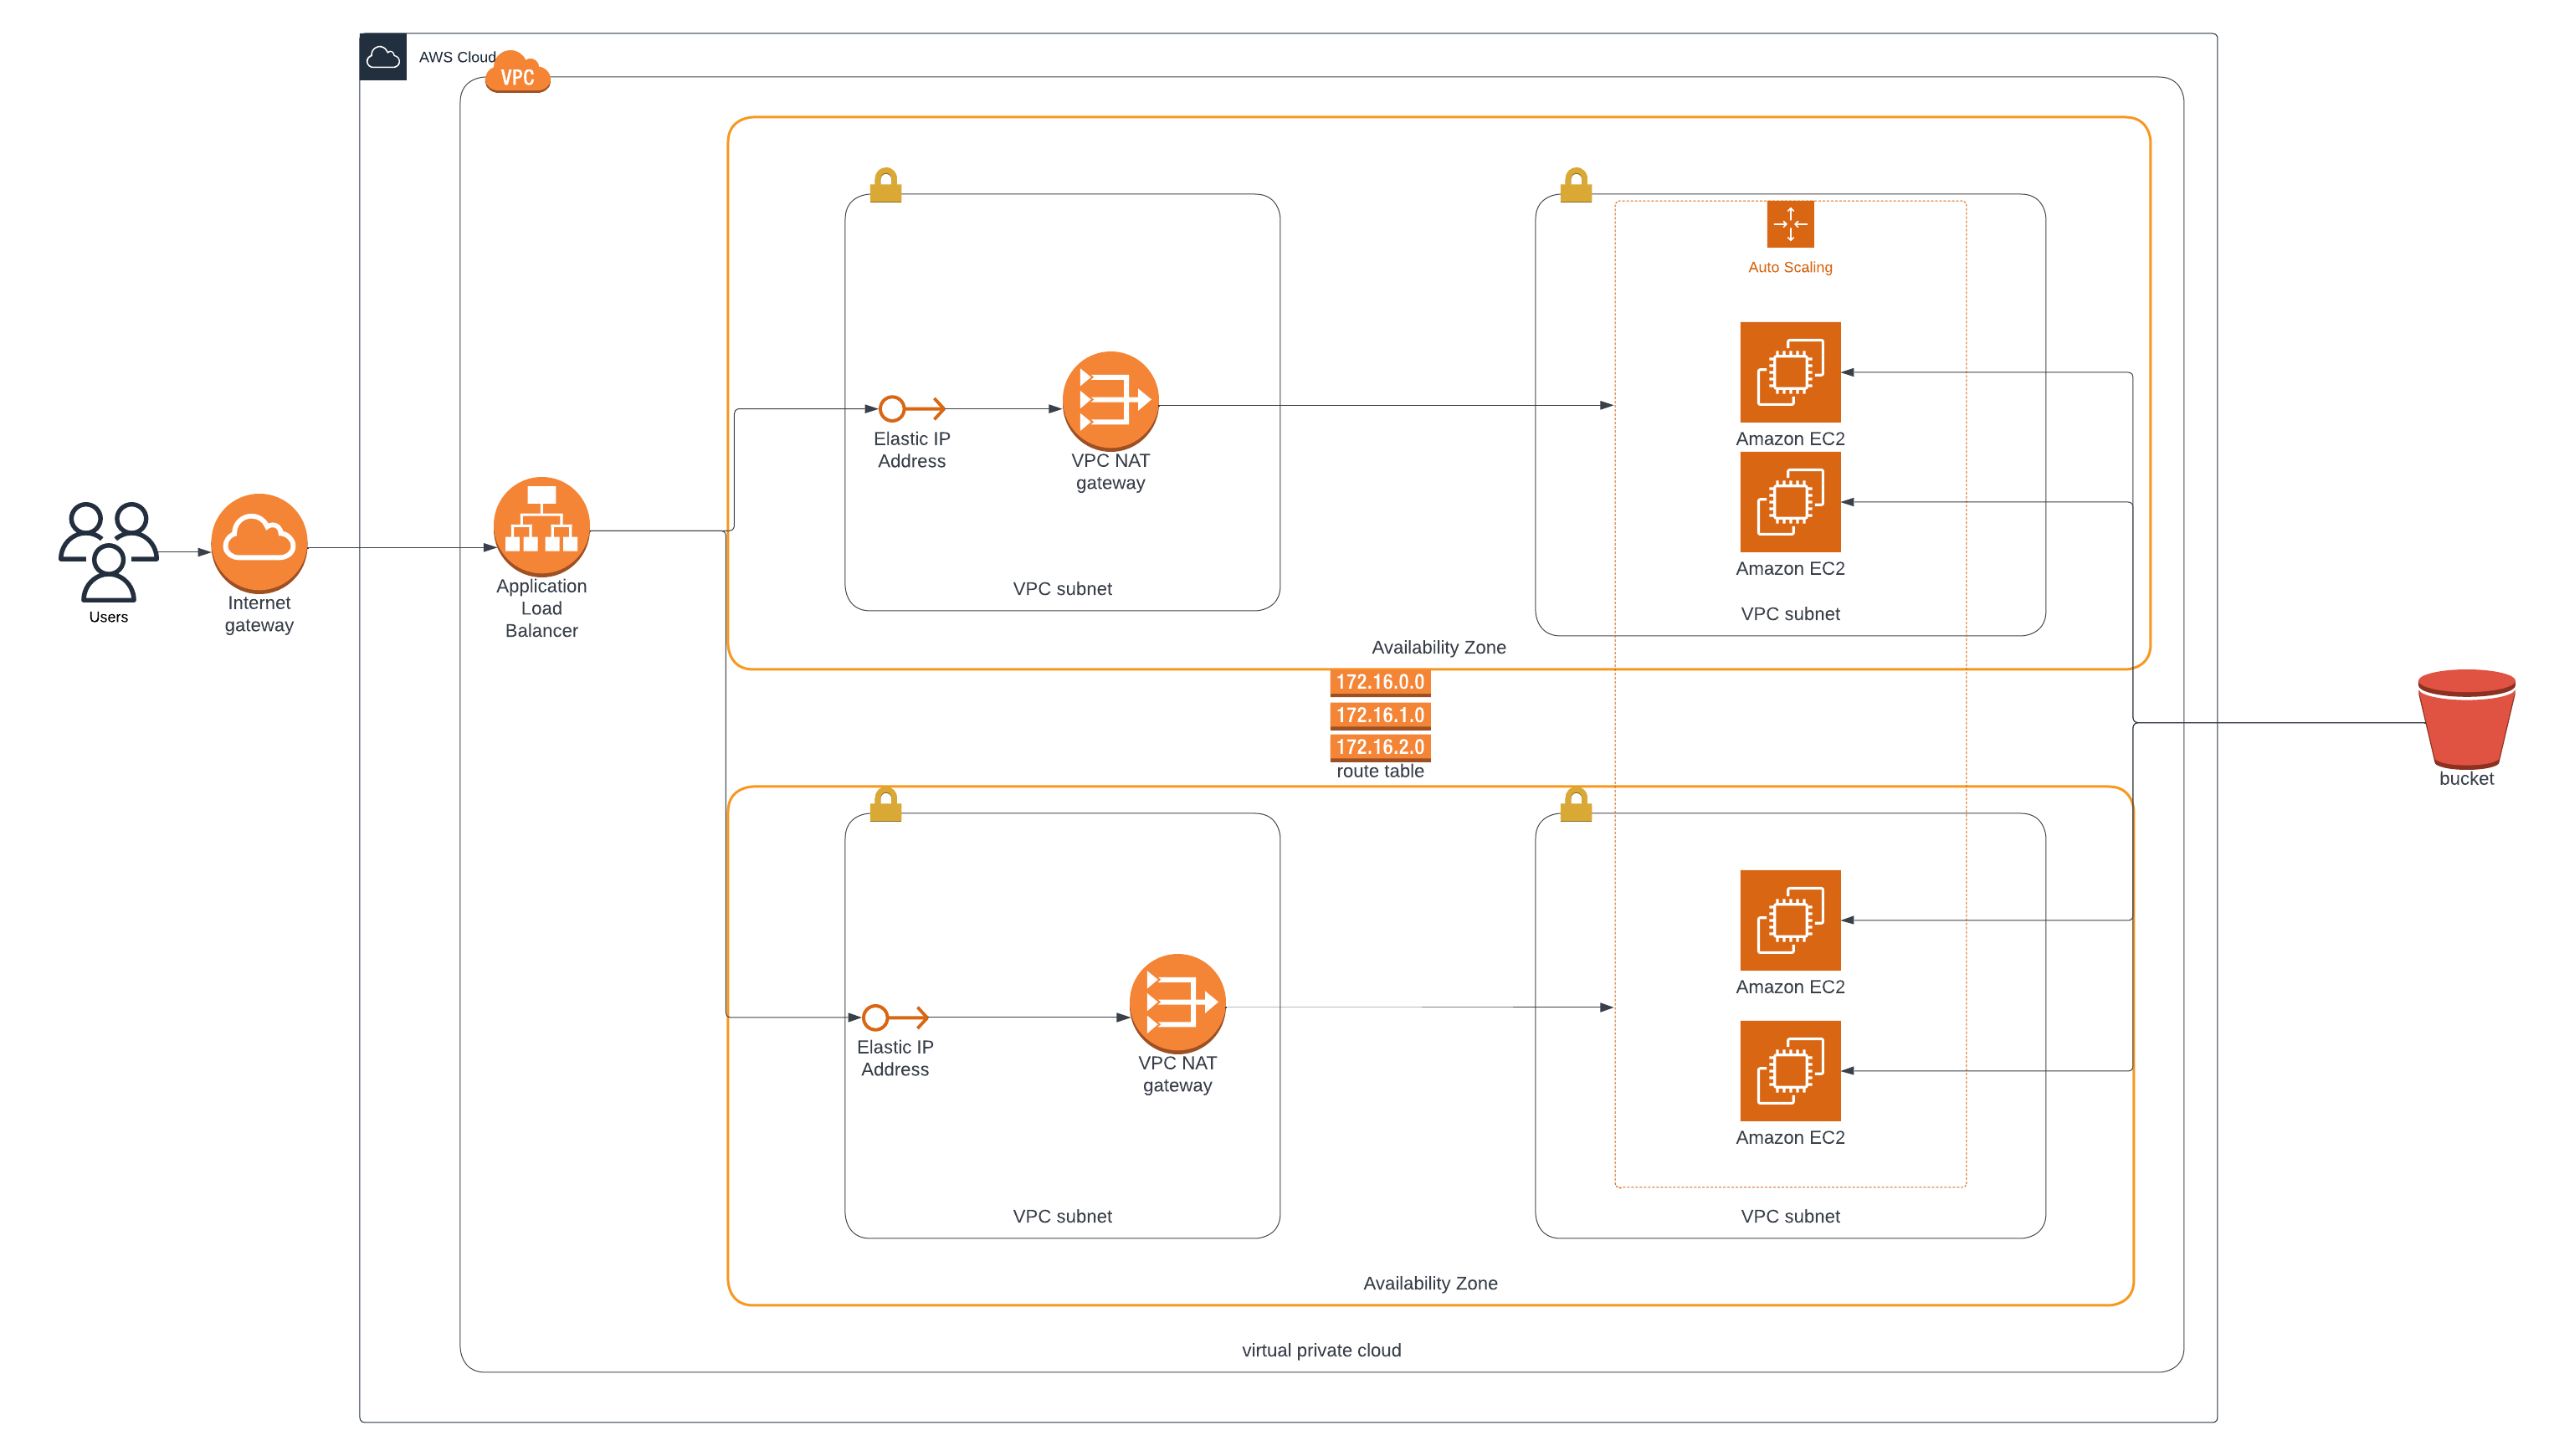 AWS Cloud
VPC
Auto Scaling
Elastic IP
Address
VPC NAT
gateway
Amazon EC2
Amazon EC2
VPC subnet
VPC subnet
Availability Zone
Users
Internet
gateway
Application
Load
Balancer
172.16.0.0
172.16.1.0
172.16.2.0
route table
bucket
Elastic IP
Address
VPC NAT
gateway
Amazon EC2
Amazon EC2
VPC subnet
VPC subnet
Availability Zone
virtual private cloud